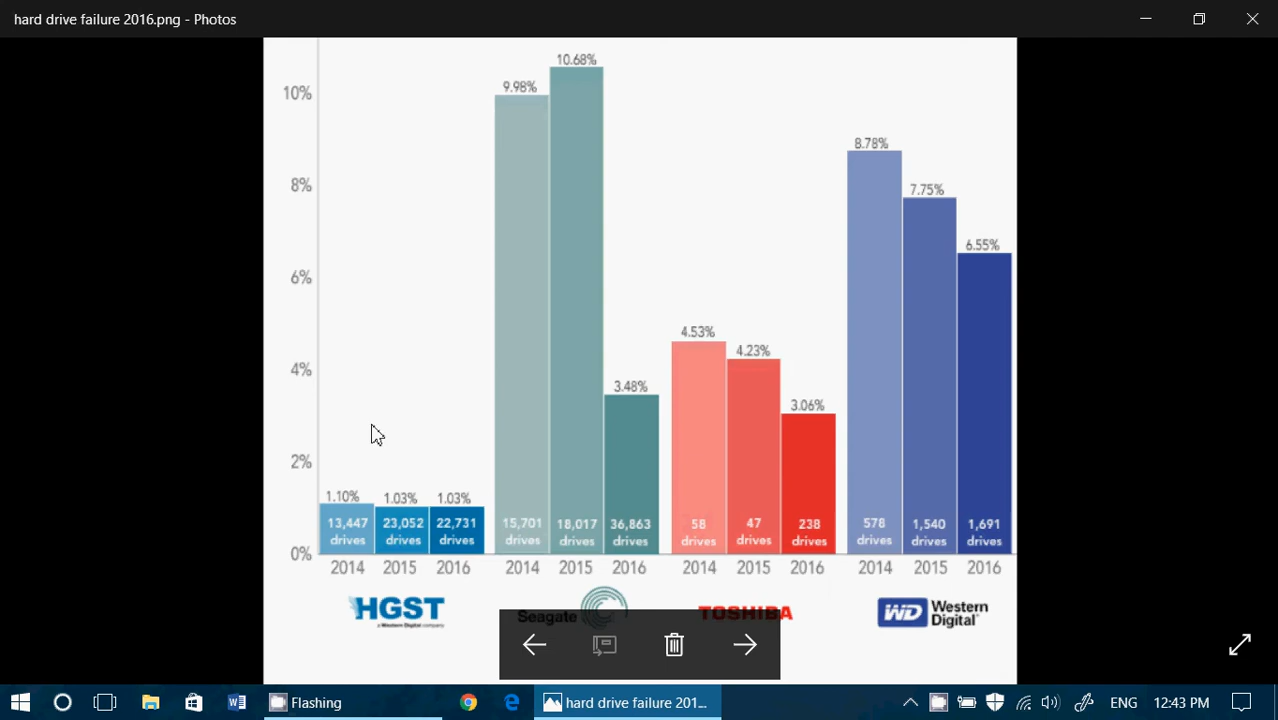 hard drive failure 2016.png - Photos
10%
8%
6%
4%
2%
0%
1.10%
1.03%
1.03%
13,447 drives
23,052 drives
22,731 drives
2014
2015
2016
HGST
a Western Digital company
9.98%
10.68%
3.48%
15,701 drives
18,017 drives
36,863 drives
2014
2015
2016
Seagate
4.53%
4.23%
3.06%
58 drives
47 drives
238 drives
2014
2015
2016
TOSHIBA
8.78%
7.75%
6.55%
578 drives
1,540 drives
1,691 drives
2014
2015
2016
WD Western Digital®
Flashing
hard drive failure 201...
ENG
12:43 PM